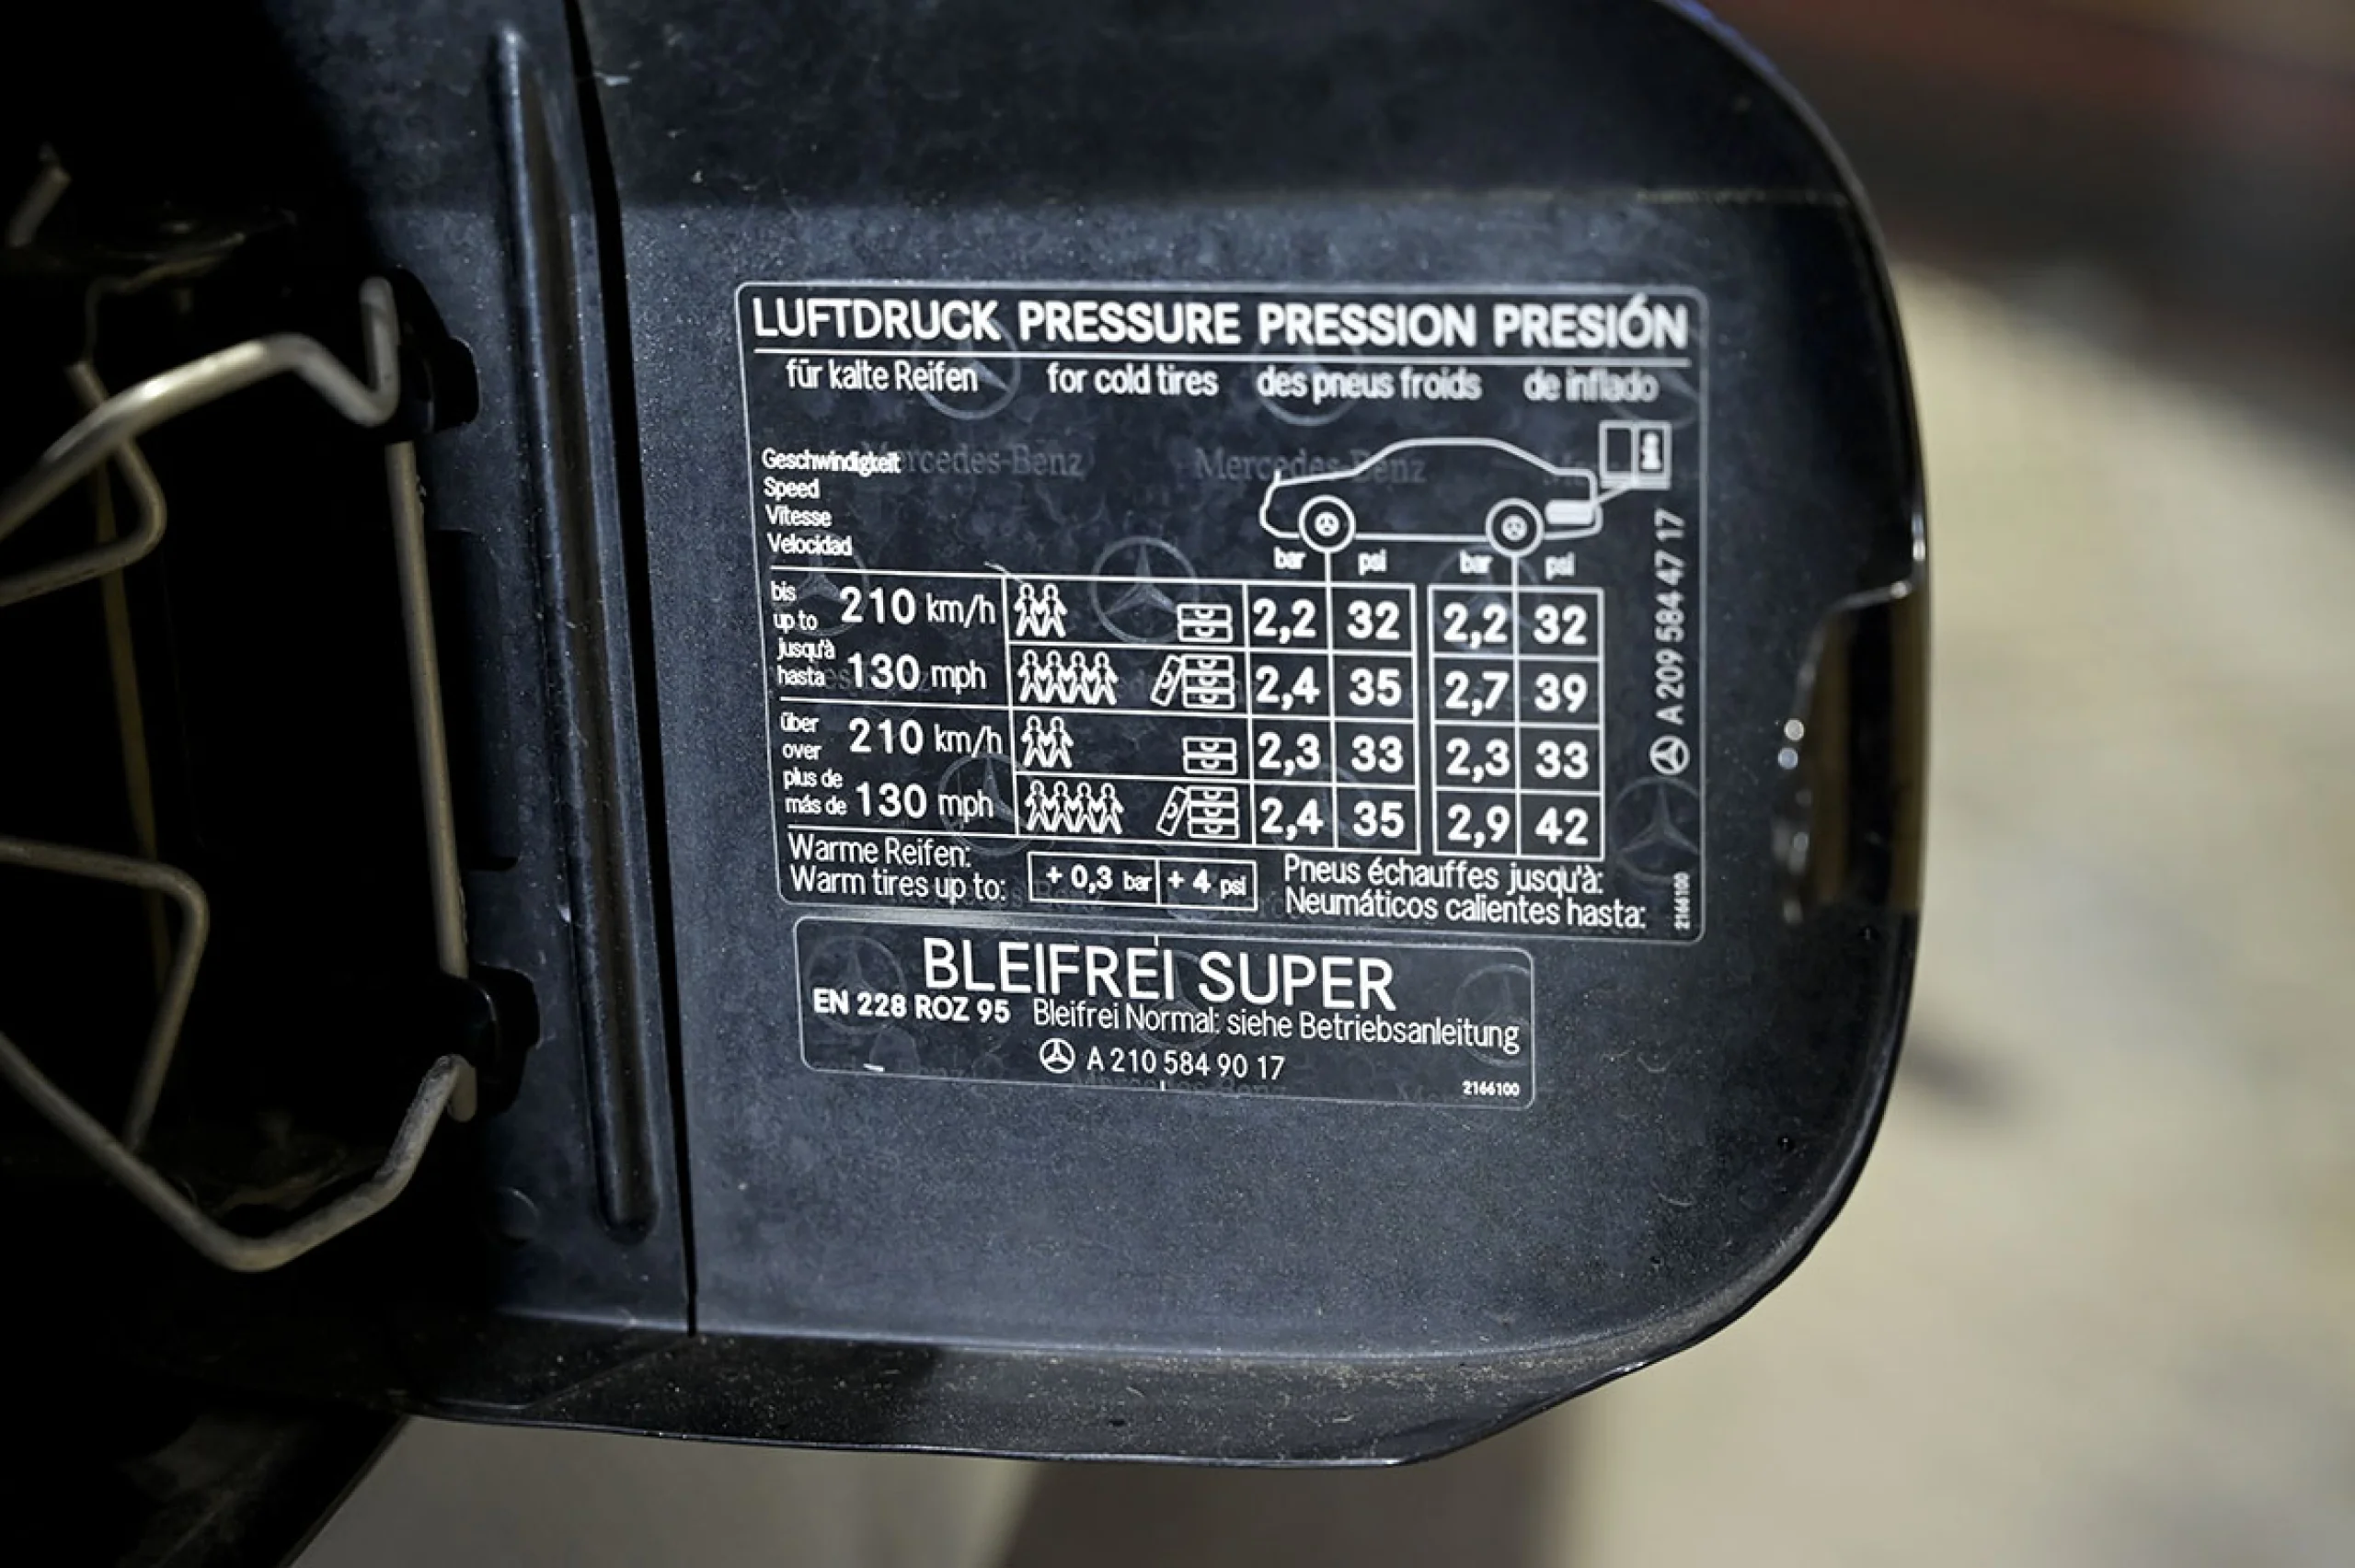 LUFTDRUCK PRESSURE PRESSION PRESIÓN
für kalte Reifen for cold tires des pneus froids de inflado
Geschwindigkeit
Speed
Vitesse
Velocidad
bar psi bar psi
bis
up to
jusqu'à
hasta
210 km/h 2,2 32 2,2 32
130 mph 2,4 35 2,7 39
über
over
plus de
más de
210 km/h 2,3 33 2,3 33
130 mph 2,4 35 2,9 42
Warme Reifen:
Warm tires up to:
+ 0,3 bar + 4 psi
Pneus échauffes jusqu'à:
Neumáticos calientes hasta:
A 209 584 47 17
2166100
BLEIFREI SUPER
EN 228 ROZ 95 Bleifrei Normal: siehe Betriebsanleitung
A 210 584 90 17
2166100
Mercedes-Benz